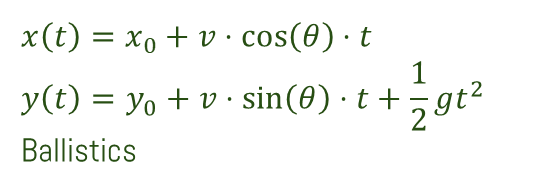 x(t) = x₀ + v · cos(θ) · t
y(t) = y₀ + v · sin(θ) · t + ½gt²
Ballistics